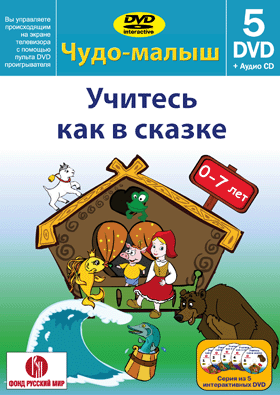 Вы управляете
происходящим
на экране
телевизора
с помощью
пульта DVD
проигрывателя
DVD
interactive
Чудо-малыш
5
DVD
+ Аудио CD
Учитесь
как в сказке
0-7 лет
ФОНД РУССКИЙ МИР
Серия из 5
интерактивных DVD